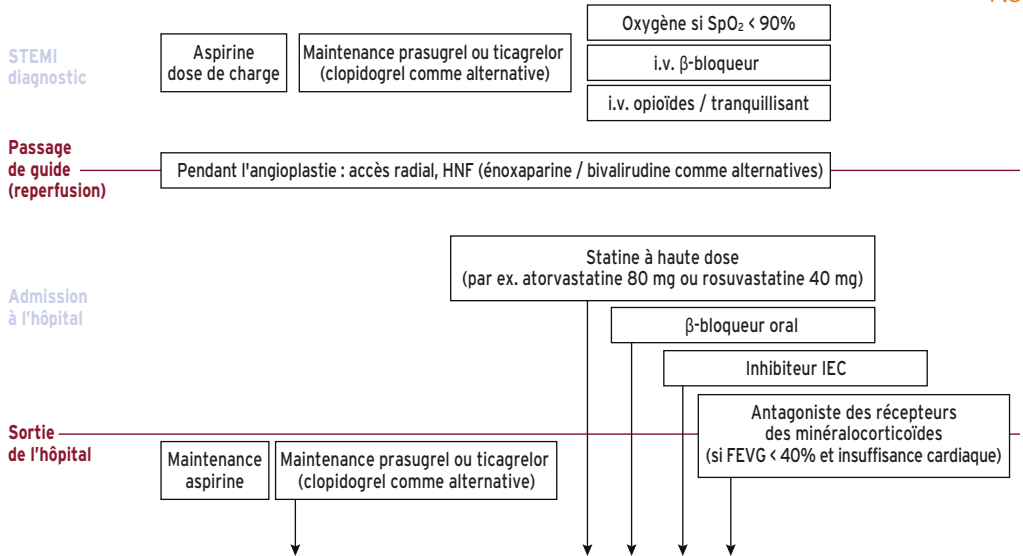 Oxygène si SpO₂ < 90%
STEMI
diagnostic
Aspirine
dose de charge
Maintenance prasugrel ou ticagrelor
(clopidogrel comme alternative)
i.v. β-bloqueur
i.v. opioïdes / tranquillisant
Passage
de guide
(reperfusion)
Pendant l'angioplastie : accès radial, HNF (énoxaparine / bivalirudine comme alternatives)
Statine à haute dose
(par ex. atorvastatine 80 mg ou rosuvastatine 40 mg)
Admission
à l'hôpital
β-bloqueur oral
Inhibiteur IEC
Antagoniste des récepteurs
des minéralocorticoïdes
(si FEVG < 40% et insuffisance cardiaque)
Sortie
de l'hôpital
Maintenance
aspirine
Maintenance prasugrel ou ticagrelor
(clopidogrel comme alternative)